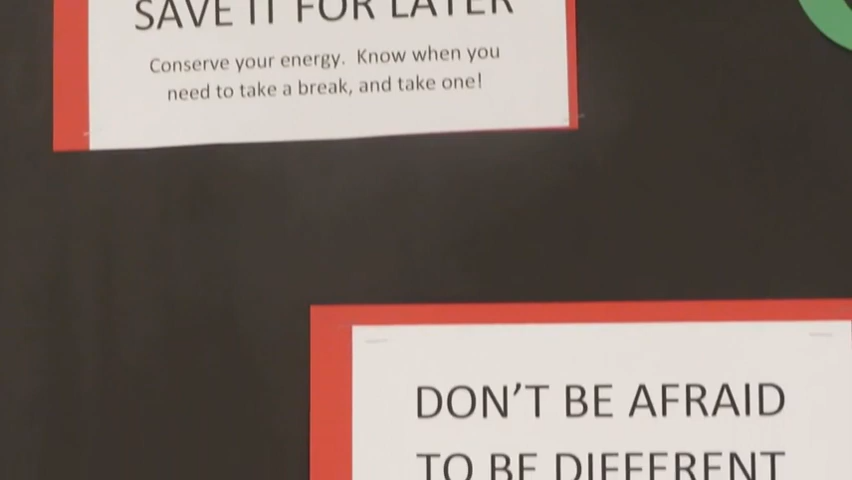 SAVE IT FOR LATER
Conserve your energy. Know when you
need to take a break, and take one!
DON'T BE AFRAID
TO BE DIFFERENT